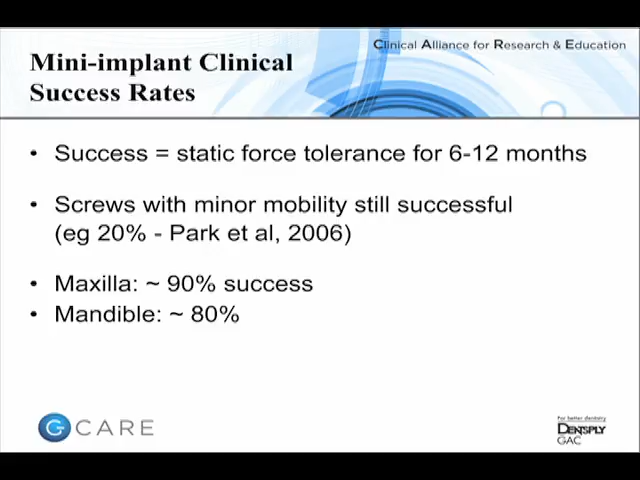 Clinical Alliance for Research & Education
Mini-implant Clinical
Success Rates
• Success = static force tolerance for 6-12 months
• Screws with minor mobility still successful
(eg 20% - Park et al, 2006)
• Maxilla: ~ 90% success
• Mandible: ~ 80%
G CARE
For better dentistry
DENTSPLY
GAC